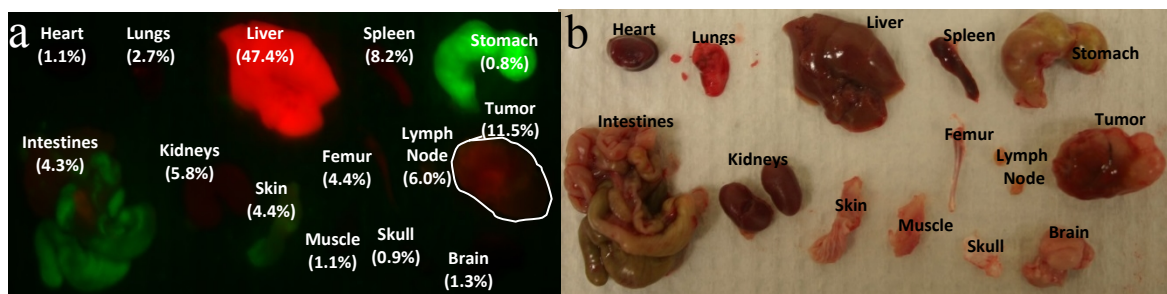 a
Heart
(1.1%)
Lungs
(2.7%)
Liver
(47.4%)
Spleen
(8.2%)
Stomach
(0.8%)
Tumor
(11.5%)
Intestines
(4.3%)
Kidneys
(5.8%)
Femur
(4.4%)
Lymph
Node
(6.0%)
Skin
(4.4%)
Muscle
(1.1%)
Skull
(0.9%)
Brain
(1.3%)
b
Heart
Lungs
Liver
Spleen
Stomach
Intestines
Kidneys
Femur
Lymph
Node
Tumor
Skin
Muscle
Skull
Brain